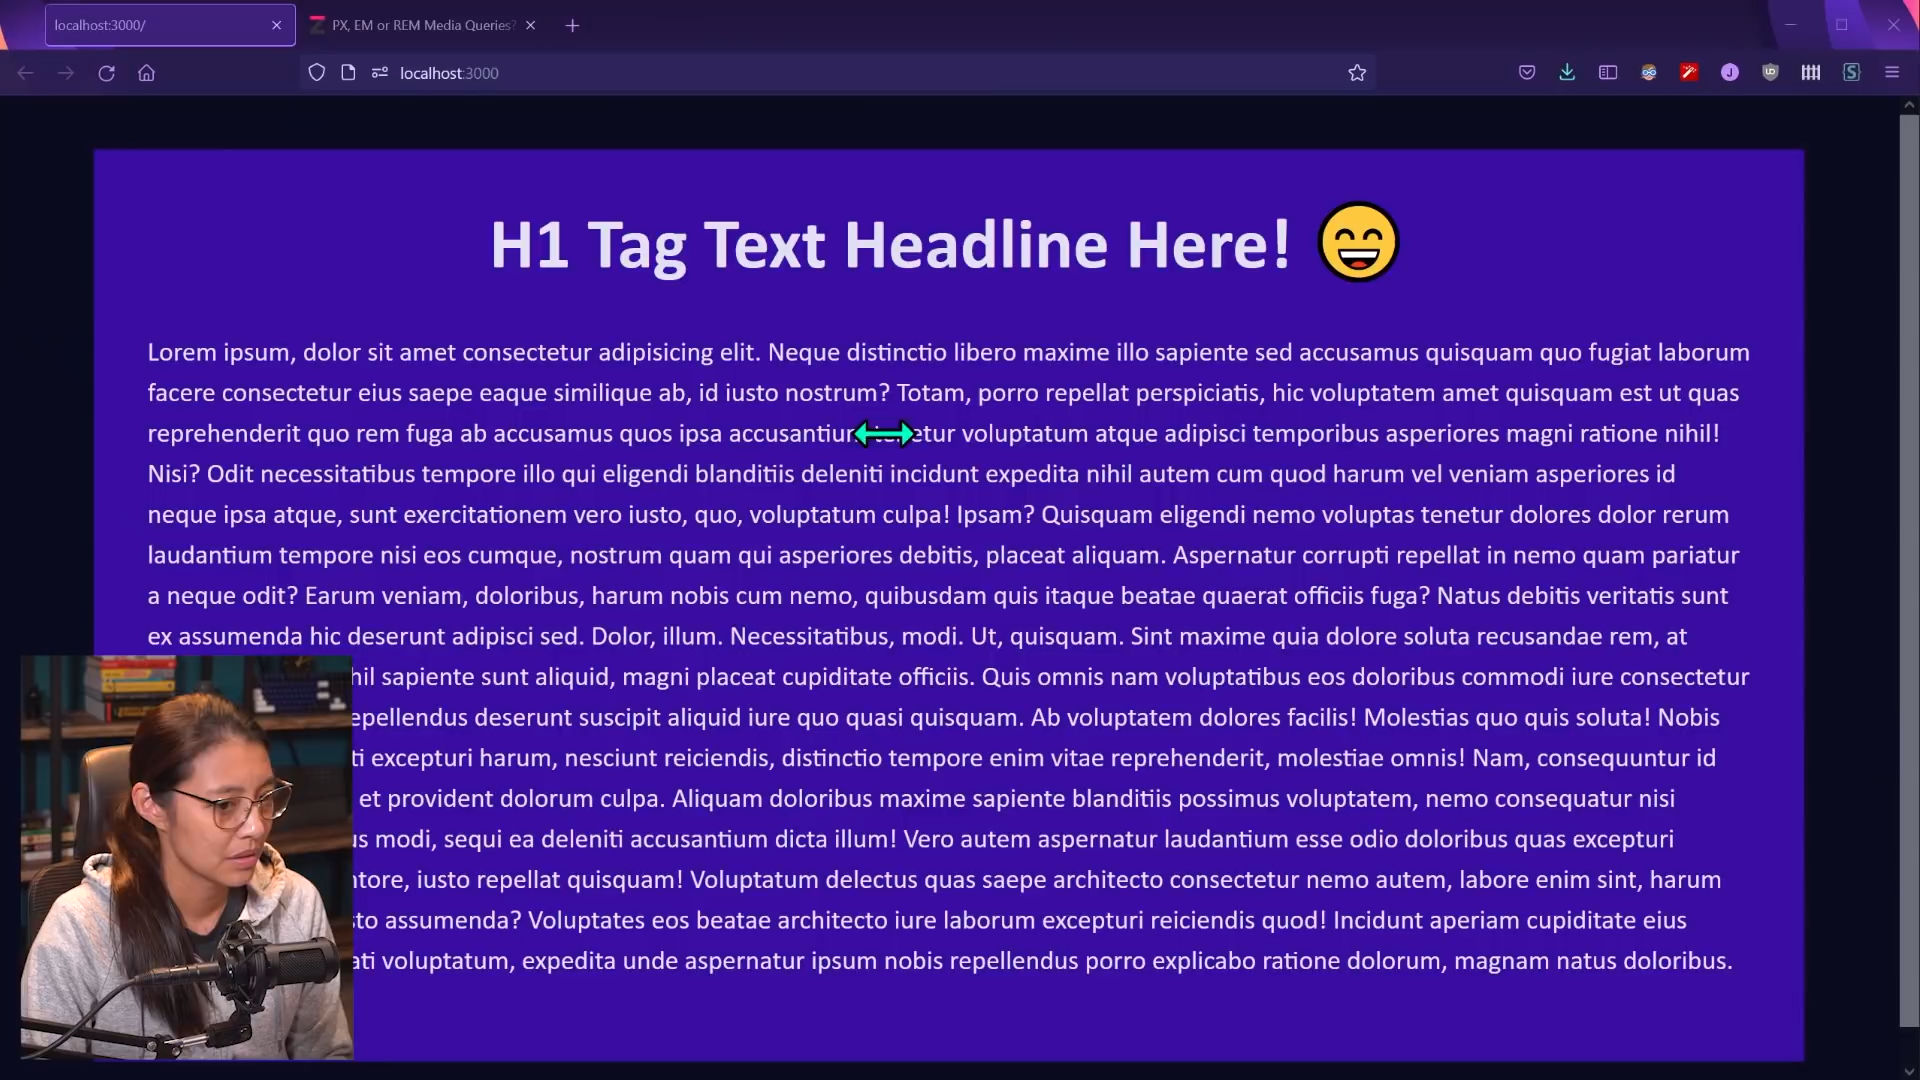 localhost:3000/
PX, EM or REM Media Queries?
localhost:3000
H1 Tag Text Headline Here! 😄
Lorem ipsum, dolor sit amet consectetur adipisicing elit. Neque distinctio libero maxime illo sapiente sed accusamus quisquam quo fugiat laborum
facere consectetur eius saepe eaque similique ab, id iusto nostrum? Totam, porro repellat perspiciatis, hic voluptatem amet quisquam est ut quas
reprehenderit quo rem fuga ab accusamus quos ipsa accusantium tenetur voluptatum atque adipisci temporibus asperiores magni ratione nihil!
Nisi? Odit necessitatibus tempore illo qui eligendi blanditiis deleniti incidunt expedita nihil autem cum quod harum vel veniam asperiores id
neque ipsa atque, sunt exercitationem vero iusto, quo, voluptatum culpa! Ipsam? Quisquam eligendi nemo voluptas tenetur dolores dolor rerum
laudantium tempore nisi eos cumque, nostrum quam qui asperiores debitis, placeat aliquam. Aspernatur corrupti repellat in nemo quam pariatur
a neque odit? Earum veniam, doloribus, harum nobis cum nemo, quibusdam quis itaque beatae quaerat officiis fuga? Natus debitis veritatis sunt
ex assumenda hic deserunt adipisci sed. Dolor, illum. Necessitatibus, modi. Ut, quisquam. Sint maxime quia dolore soluta recusandae rem, at
sapiente sunt aliquid, magni placeat cupiditate officiis. Quis omnis nam voluptatibus eos doloribus commodi iure consectetur
deserunt suscipit aliquid iure quo quasi quisquam. Ab voluptatem dolores facilis! Molestias quo quis soluta! Nobis
excepturi harum, nesciunt reiciendis, distinctio tempore enim vitae reprehenderit, molestiae omnis! Nam, consequuntur id
et provident dolorum culpa. Aliquam doloribus maxime sapiente blanditiis possimus voluptatem, nemo consequatur nisi
modi, sequi ea deleniti accusantium dicta illum! Vero autem aspernatur laudantium esse odio doloribus quas excepturi
iusto repellat quisquam! Voluptatum delectus quas saepe architecto consectetur nemo autem, labore enim sint, harum
assumenda? Voluptates eos beatae architecto iure laborum excepturi reiciendis quod! Incidunt aperiam cupiditate eius
voluptatum, expedita unde aspernatur ipsum nobis repellendus porro explicabo ratione dolorum, magnam natus doloribus.